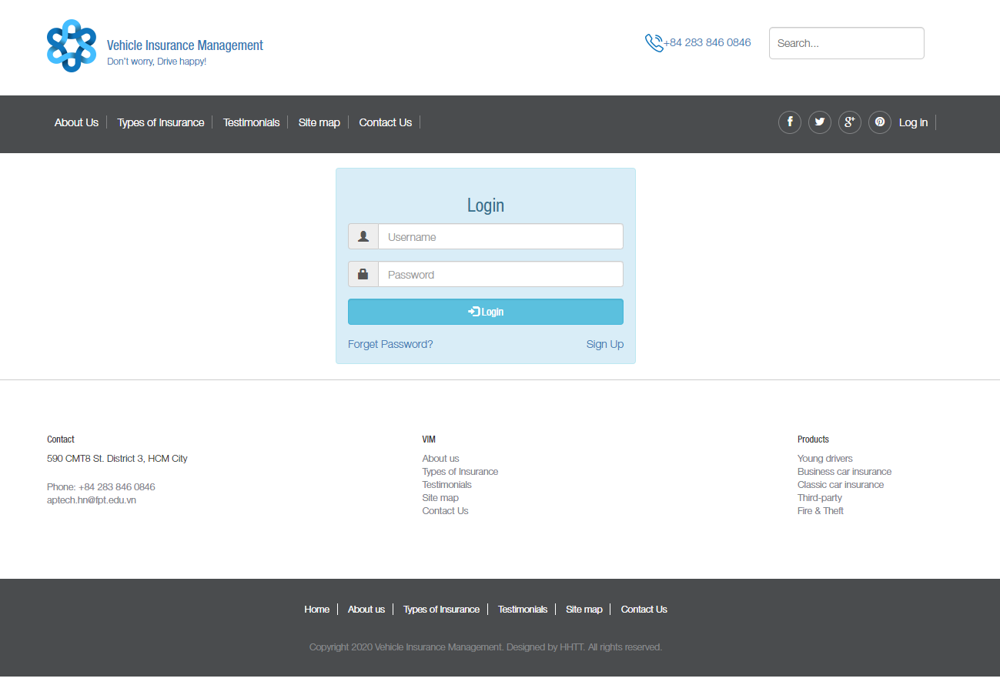 Vehicle Insurance Management
Don't worry, Drive happy!
+84 283 846 0846
Search...
About Us
Types of Insurance
Testimonials
Site map
Contact Us
Log In
Login
Username
Password
Login
Forget Password?
Sign Up
Contact
590 CMT8 St. District 3, HCM City
Phone: +84 283 846 0846
aptech.hn@fpt.edu.vn
VIM
About us
Types of Insurance
Testimonials
Site map
Contact Us
Products
Young drivers
Business car insurance
Classic car insurance
Third-party
Fire & Theft
Home
About us
Types of Insurance
Testimonials
Site map
Contact Us
Copyright 2020 Vehicle Insurance Management. Designed by HHTT. All rights reserved.